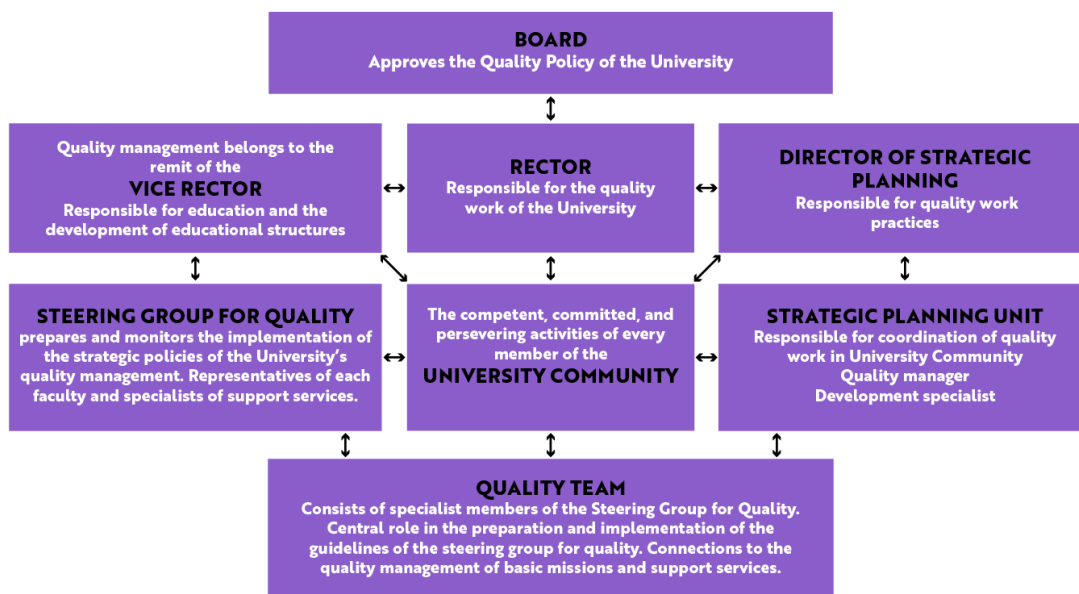 BOARD
Approves the Quality Policy of the University
Quality management belongs to the
remit of the
VICE RECTOR
Responsible for education and the
development of educational structures
RECTOR
Responsible for the quality
work of the University
DIRECTOR OF STRATEGIC
PLANNING
Responsible for quality work
practices
STEERING GROUP FOR QUALITY
prepares and monitors the implementation of
the strategic policies of the University’s
quality management. Representatives of each
faculty and specialists of support services.
The competent, committed, and
persevering activities of every
member of the
UNIVERSITY COMMUNITY
STRATEGIC PLANNING UNIT
Responsible for coordination of quality
work in University Community
Quality manager
Development specialist
QUALITY TEAM
Consists of specialist members of the Steering Group for Quality.
Central role in the preparation and implementation of the
guidelines of the steering group for quality. Connections to the
quality management of basic missions and support services.